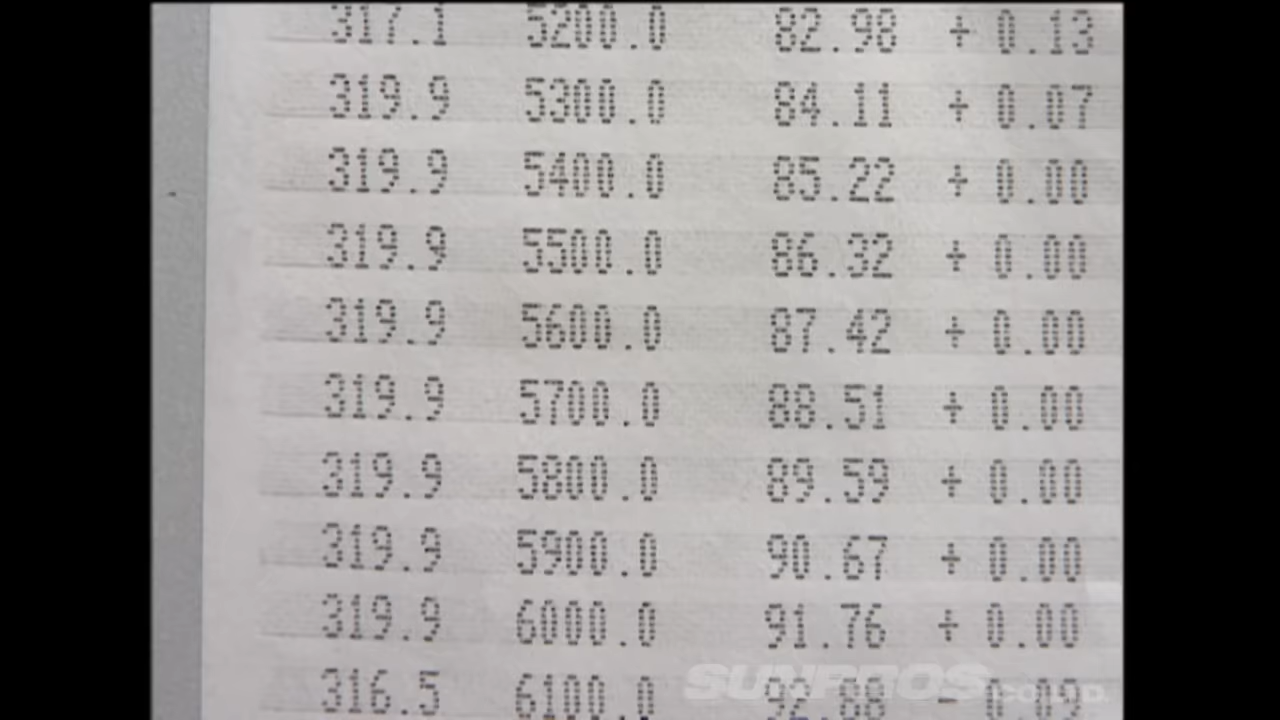 317.1 5200.0 82.98 + 0.13
319.9 5300.0 84.11 + 0.07
319.9 5400.0 85.22 + 0.00
319.9 5500.0 86.32 + 0.00
319.9 5600.0 87.42 + 0.00
319.9 5700.0 88.51 + 0.00
319.9 5800.0 89.59 + 0.00
319.9 5900.0 90.67 + 0.00
319.9 6000.0 91.76 + 0.00
316.5 6100.0 92.88 - 0.03